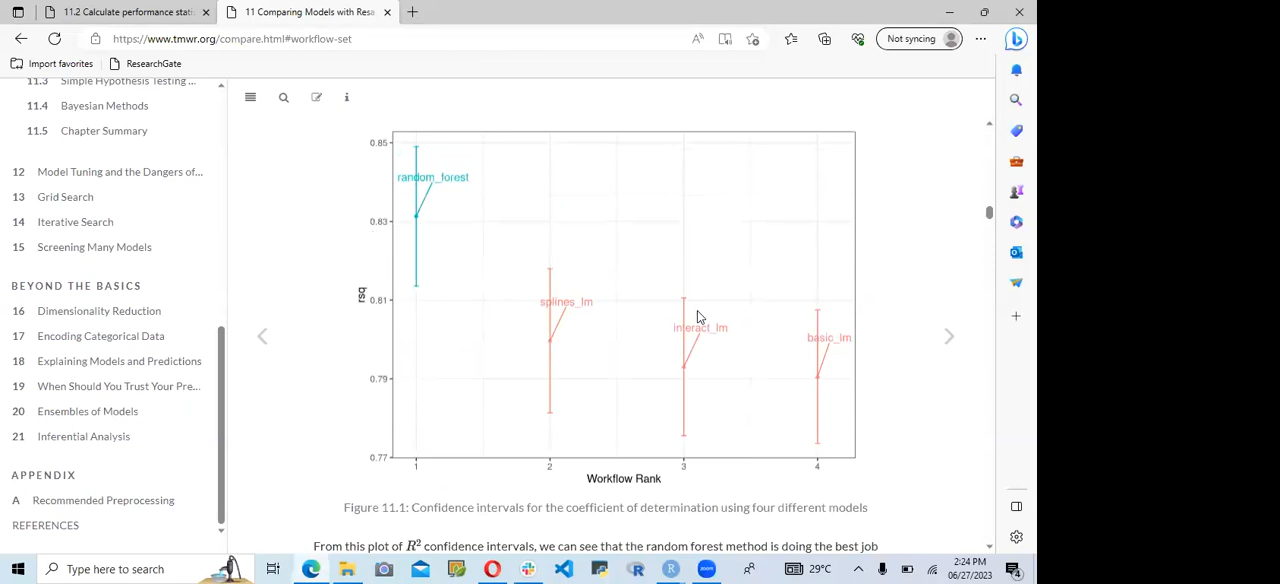 11.2 Calculate performance stati
11 Comparing Models with Resa
https://www.tmwr.org/compare.html#workflow-set
Not syncing
Import favorites
ResearchGate
11.3 Simple Hypothesis Testing ...
11.4 Bayesian Methods
11.5 Chapter Summary
12 Model Tuning and the Dangers of...
13 Grid Search
14 Iterative Search
15 Screening Many Models
BEYOND THE BASICS
16 Dimensionality Reduction
17 Encoding Categorical Data
18 Explaining Models and Predictions
19 When Should You Trust Your Pre...
20 Ensembles of Models
21 Inferential Analysis
APPENDIX
A Recommended Preprocessing
REFERENCES
0.85
random_forest
0.83
rsq
0.81
splines_lm
interact_lm
basic_lm
0.79
0.77
1 2 3 4
Workflow Rank
Figure 11.1: Confidence intervals for the coefficient of determination using four different models
From this plot of R² confidence intervals, we can see that the random forest method is doing the best job
Type here to search
29°C
2:24 PM
06/27/2023
4